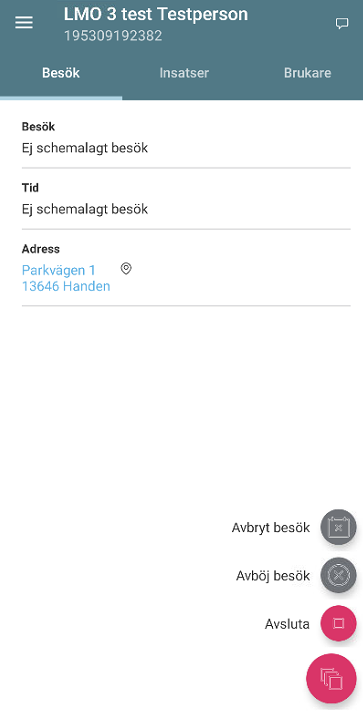 LMO 3 test Testperson
195309192382
Besök Insatser Brukare
Besök
Ej schemalagt besök
Tid
Ej schemalagt besök
Adress
Parkvägen 1
13646 Handen
Avbryt besök
Avböj besök
Avsluta